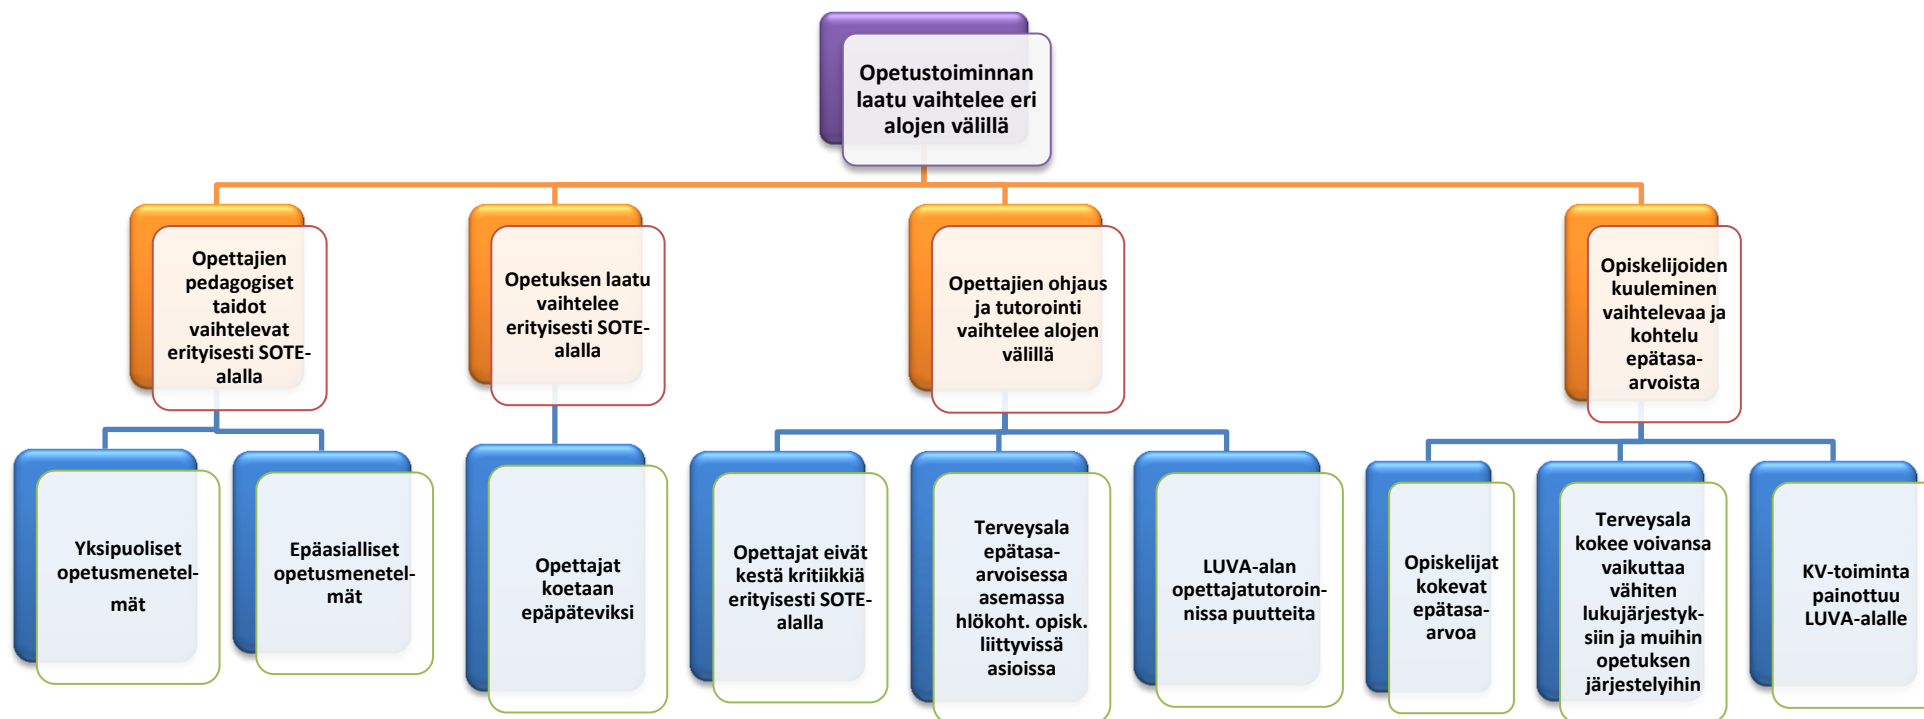 Opetustoiminnan
laatu vaihtelee eri
alojen välillä
Opettajien
pedagogiset
taidot
vaihtelevat
erityisesti SOTE-
alalla
Opetuksen laatu
vaihtelee
erityisesti SOTE-
alalla
Opettajien ohjaus
ja tutorointi
vaihtelee alojen
välillä
Opiskelijoiden
kuuleminen
vaihtelevaa ja
kohtelu
epätasa-
arvoista
Yksipuoliset
opetusmenetel-
mät
Epäasialliset
opetusmenetel-
mät
Opettajat
koetaan
epäpäteviksi
Opettajat eivät
kestä kritiikkiä
erityisesti SOTE-
alalla
Terveysala
epätasa-
arvoisessa
asemassa
hlökoht. opisk.
liittyvissä
asioissa
LUVA-alan
opettajatutoroin-
nissa puutteita
Opiskelijat
kokevat
epätasa-
arvoa
Terveysala
kokee voivansa
vaikuttaa
vähiten
lukujärjestyk-
siin ja muihin
opetuksen
järjestelyihin
KV-toiminta
painottuu
LUVA-alalle